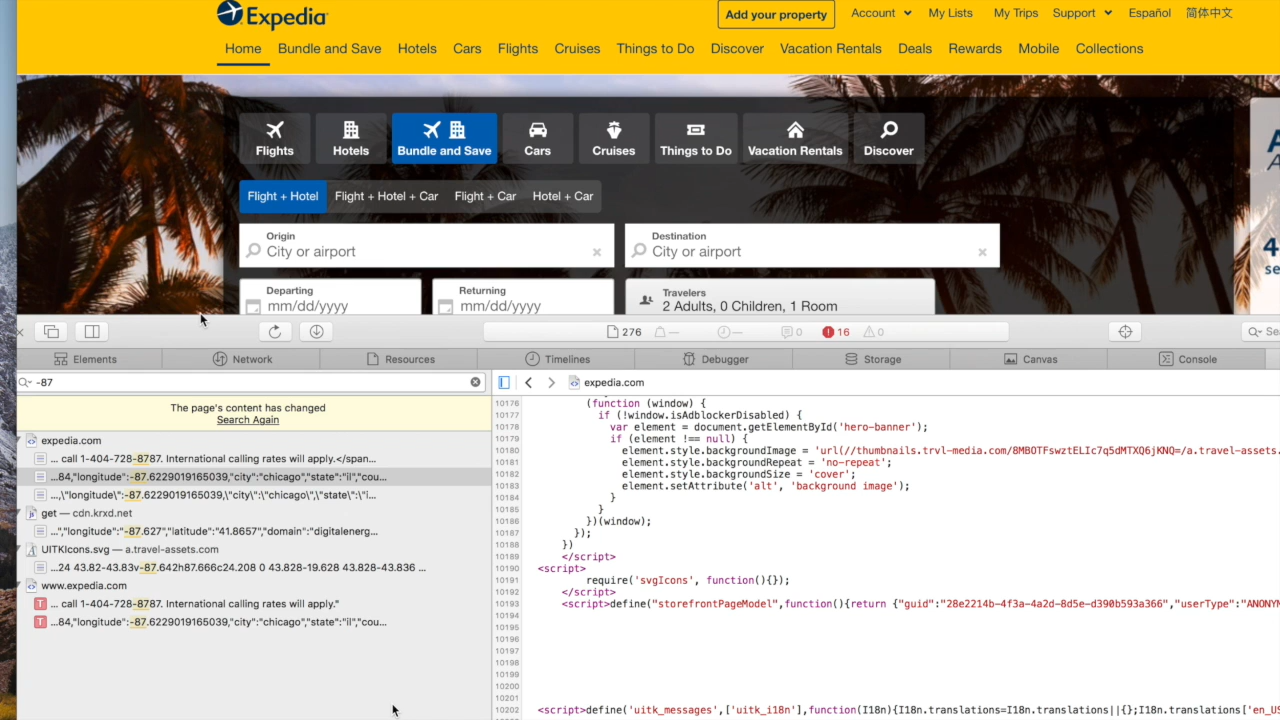 Expedia
Add your property
Account
My Lists
My Trips
Support
Español
简体中文
Home
Bundle and Save
Hotels
Cars
Flights
Cruises
Things to Do
Discover
Vacation Rentals
Deals
Rewards
Mobile
Collections
Flights
Hotels
Bundle and Save
Cars
Cruises
Things to Do
Vacation Rentals
Discover
Flight + Hotel
Flight + Hotel + Car
Flight + Car
Hotel + Car
Origin
City or airport
Destination
City or airport
4
se
Departing
mm/dd/yyyy
Returning
mm/dd/yyyy
Travelers
2 Adults, 0 Children, 1 Room
276
—
—
0
16
0
Se
Elements
Network
Resources
Timelines
Debugger
Storage
Canvas
Console
-87
expedia.com
The page's content has changed
Search Again
expedia.com
... call 1-404-728-8787. International calling rates will apply.</span...
...84,"longitude":-87.6229019165039,"city":"chicago","state":"il","cou...
...,\"longitude\":-87.6229019165039,\"city\":\"chicago\",\"state\":\"i...
get — cdn.krxd.net
...","longitude":"-87.627","latitude":"41.8657","domain":"digitalenerg...
UITKIcons.svg — a.travel-assets.com
...24 43.82-43.83v-87.642h87.666c24.208 0 43.828-19.628 43.828-43.836 ...
www.expedia.com
... call 1-404-728-8787. International calling rates will apply."
...84,"longitude":-87.6229019165039,"city":"chicago","state":"il","cou...
10176 (function (window) {
10177 if (!window.isAdblockerDisabled) {
10178 var element = document.getElementById('hero-banner');
10179 if (element !== null) {
10180 element.style.backgroundImage = 'url(//thumbnails.trvl-media.com/8MBOTFswztELIc7q5dMTXQ6jKNQ=/a.travel-assets.
10181 element.style.backgroundRepeat = 'no-repeat';
10182 element.style.backgroundSize = 'cover';
10183 element.setAttribute('alt', 'background image');
10184 }
10185 }
10186 })(window);
10187 });
10188 })
10189 </script>
10190 <script>
10191 require('svgIcons', function(){});
10192 </script>
10193 <script>define("storefrontPageModel",function(){return {"guid":"28e2214b-4f3a-4a2d-8d5e-d390b593a366","userType":"ANONYM
10194
10195
10196
10197
10198
10199
10200
10201
10202 <script>define('uitk_messages',['uitk_i18n'],function(I18n){I18n.translations=I18n.translations||{};I18n.translations['en_US